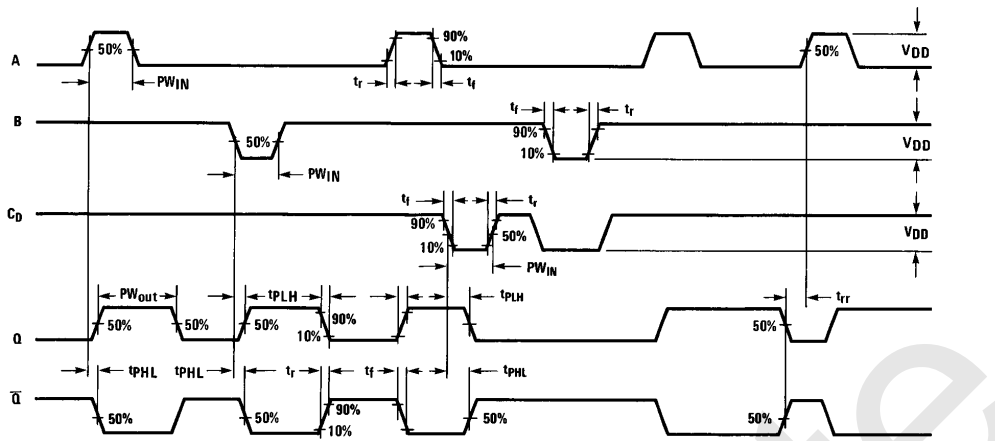 A 50% 90% 10% 50% VDD
PWIN tr tf
B tf tr
50% 90% 10% VDD
PWIN
CD tf tr
90% 10% 50% VDD
PWIN
PWout tPLH tPLH trr
Q 50% 50% 50% 90% 10% 50%
tPHL tPHL tr tf tPHL
Q̅ 50% 50% 90% 10% 50% 50%